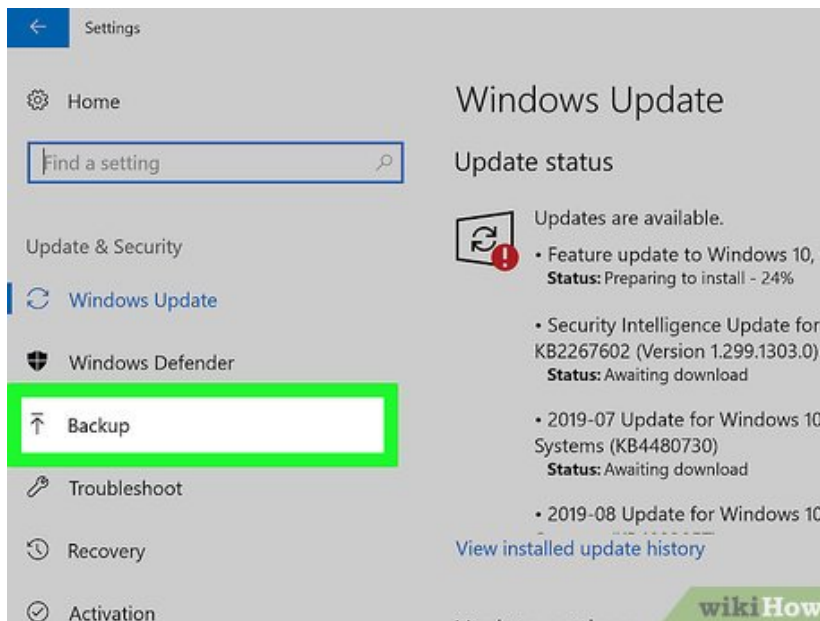 Settings
Home
Find a setting
Update & Security
Windows Update
Windows Defender
Backup
Troubleshoot
Recovery
Activation
Windows Update
Update status
Updates are available.
• Feature update to Windows 10,
Status: Preparing to install - 24%
• Security Intelligence Update for
KB2267602 (Version 1.299.1303.0)
Status: Awaiting download
• 2019-07 Update for Windows 10
Systems (KB4480730)
Status: Awaiting download
• 2019-08 Update for Windows 10
View installed update history
wikiHow